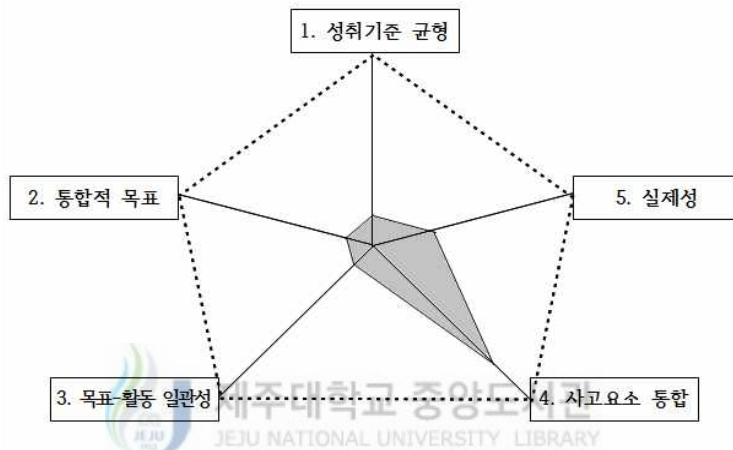 1. 성취기준 균형
2. 통합적 목표
5. 실제성
3. 목표-활동 일관성
4. 사고요소 통합
제주대학교 중앙도서관
JEJU NATIONAL UNIVERSITY LIBRARY
JEJU
1952